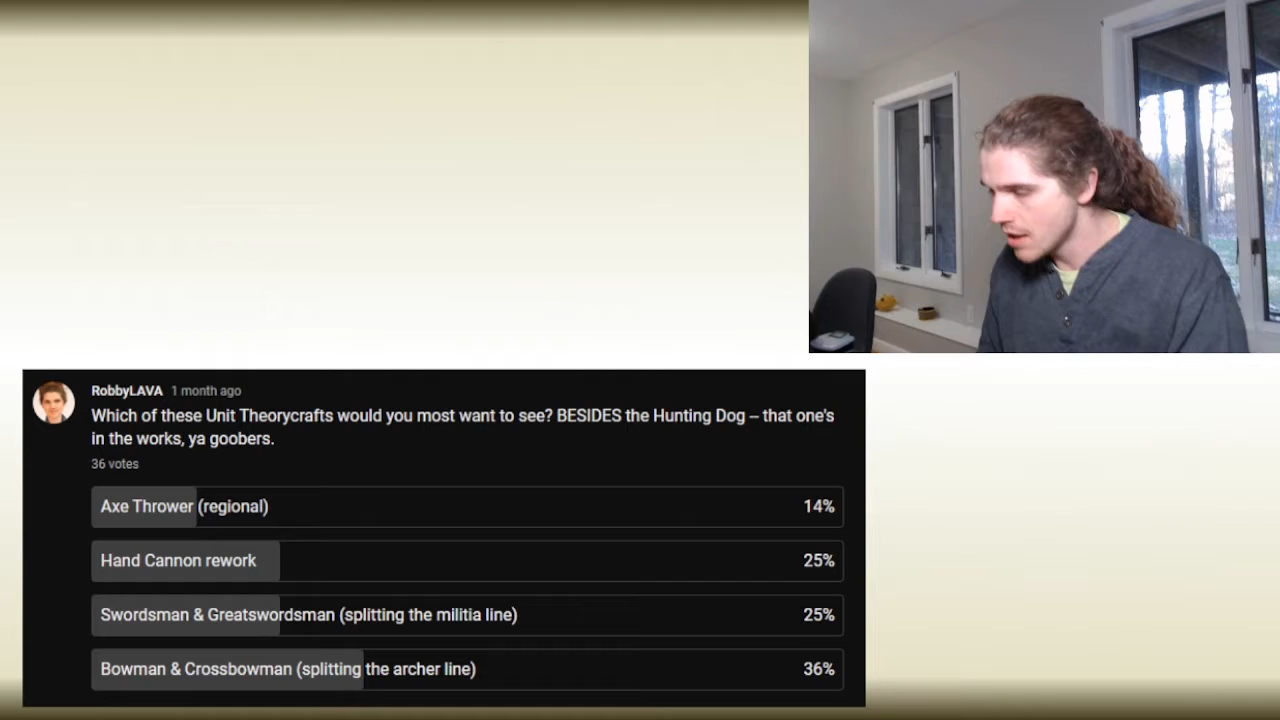 RobbyLAVA 1 month ago
Which of these Unit Theorycrafts would you most want to see? BESIDES the Hunting Dog – that one's
in the works, ya goobers.
36 votes
Axe Thrower (regional) 14%
Hand Cannon rework 25%
Swordsman & Greatswordsman (splitting the militia line) 25%
Bowman & Crossbowman (splitting the archer line) 36%